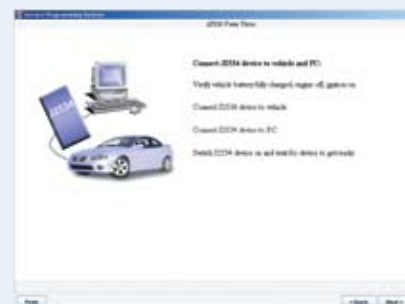 Service Programming System
J2534 Pass Thru
Connect J2534 device to vehicle and PC:
Verify vehicle battery fully charged, engine off, ignition on
Connect J2534 device to vehicle
J2534
Connect J2534 device to PC
Switch J2534 device on and wait for device to get ready
Print
< Back
Next >